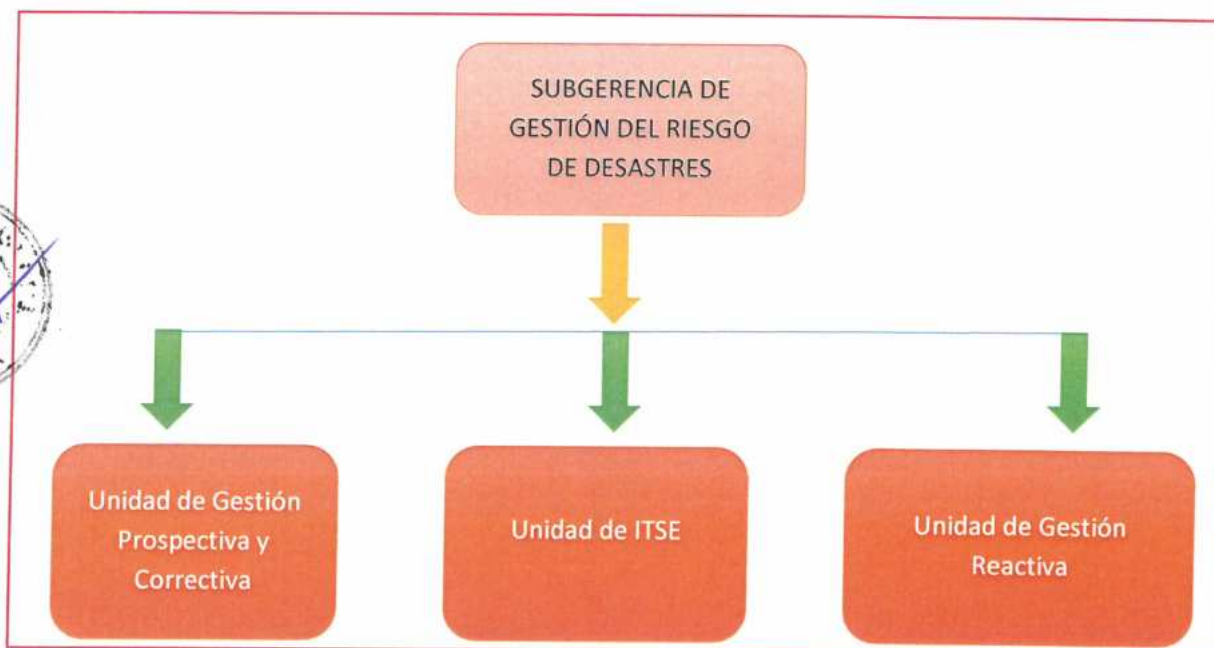 SUBGERENCIA DE
GESTIÓN DEL RIESGO
DE DESASTRES
Unidad de Gestión
Prospectiva y
Correctiva
Unidad de ITSE
Unidad de Gestión
Reactiva